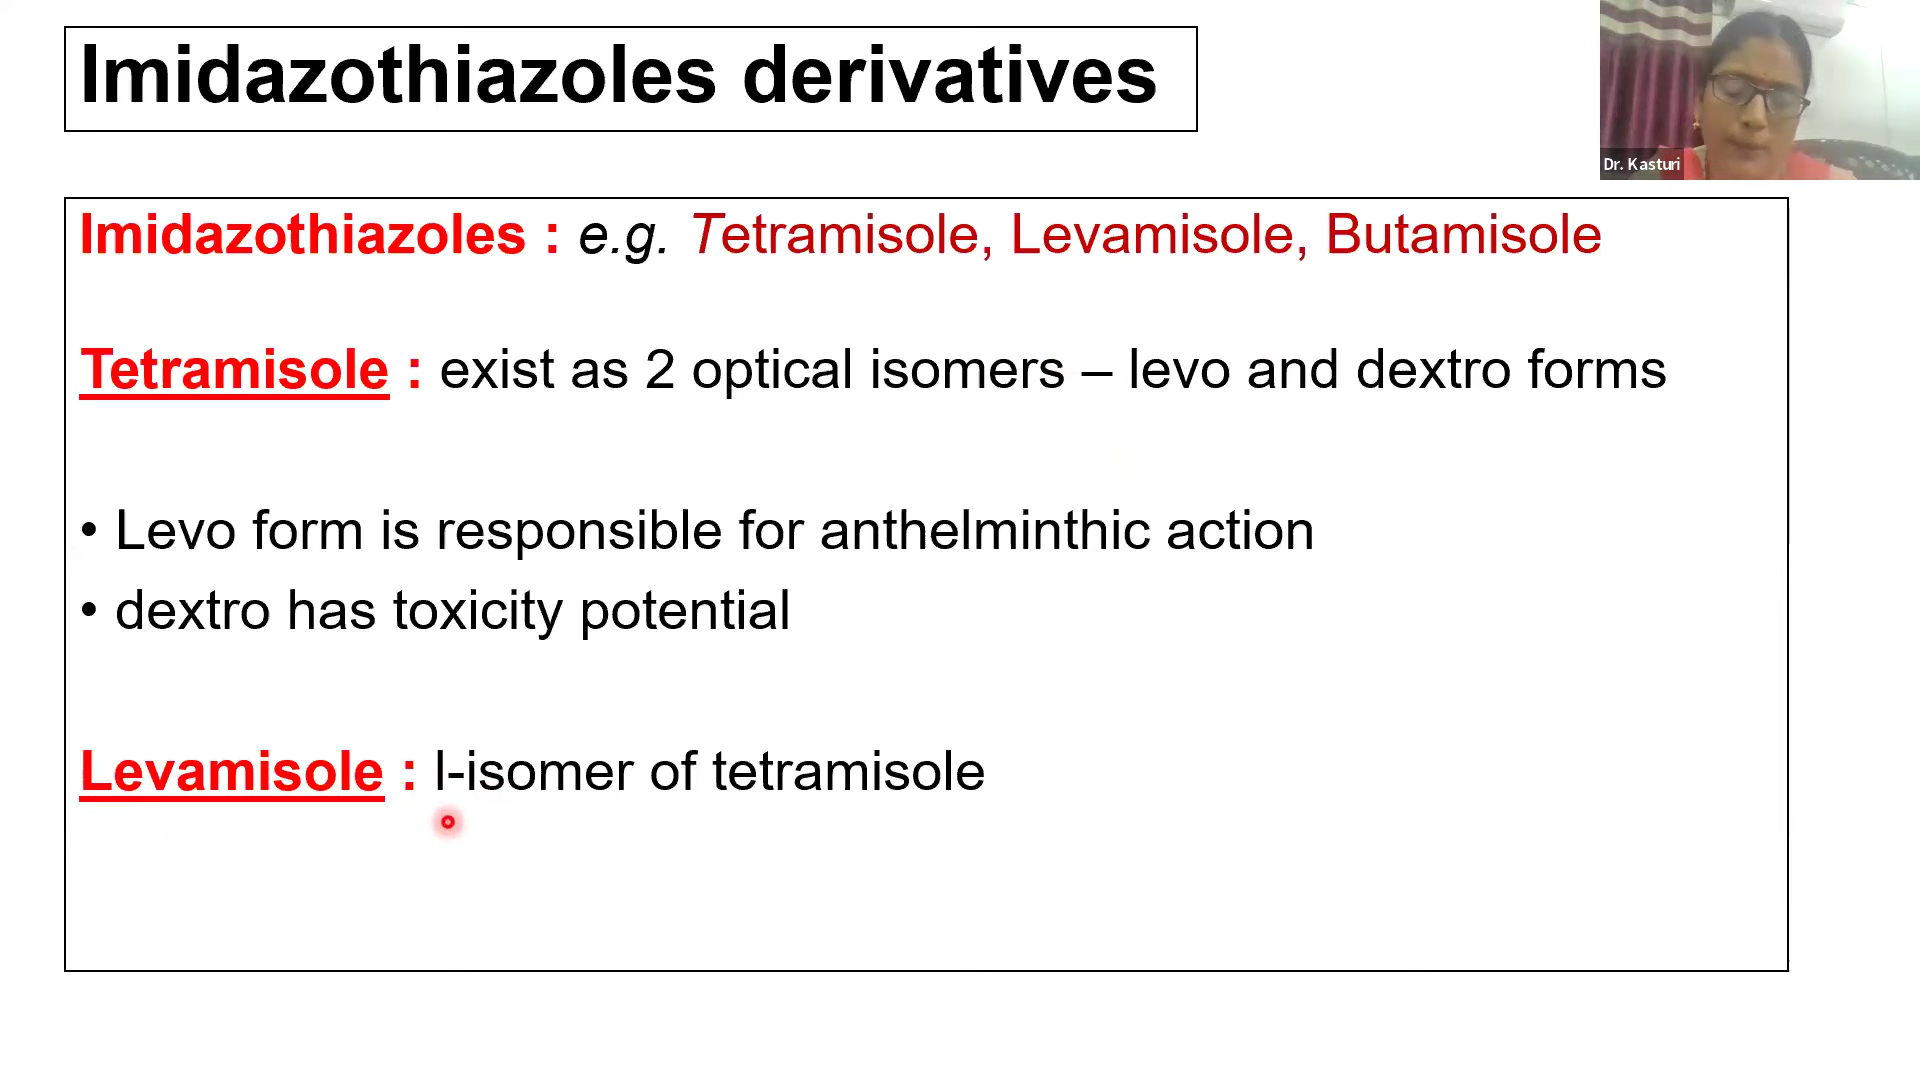 Imidazothiazoles derivatives
Dr. Kasturi
Imidazothiazoles : e.g. Tetramisole, Levamisole, Butamisole
Tetramisole : exist as 2 optical isomers – levo and dextro forms
• Levo form is responsible for anthelminthic action
• dextro has toxicity potential
Levamisole : l-isomer of tetramisole